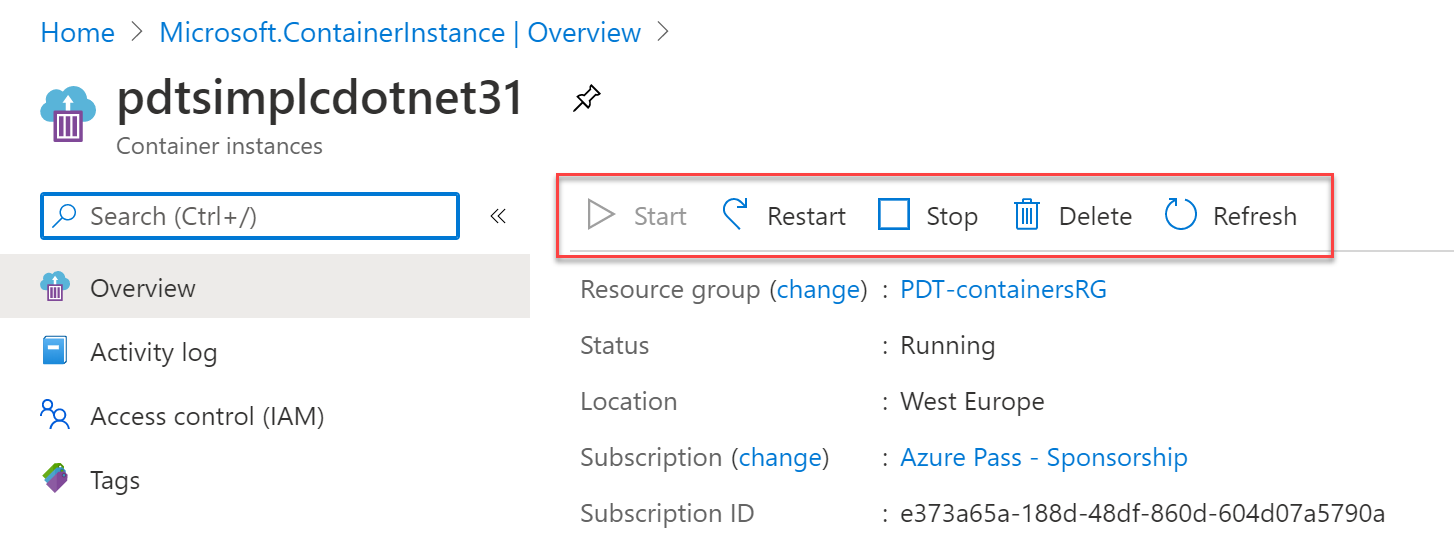 Home > Microsoft.ContainerInstance | Overview >
pdtsimplcdotnet31
Container instances
Search (Ctrl+/) «
Start Restart Stop Delete Refresh
Overview
Activity log
Access control (IAM)
Tags
Resource group (change) : PDT-containersRG
Status : Running
Location : West Europe
Subscription (change) : Azure Pass - Sponsorship
Subscription ID : e373a65a-188d-48df-860d-604d07a5790a